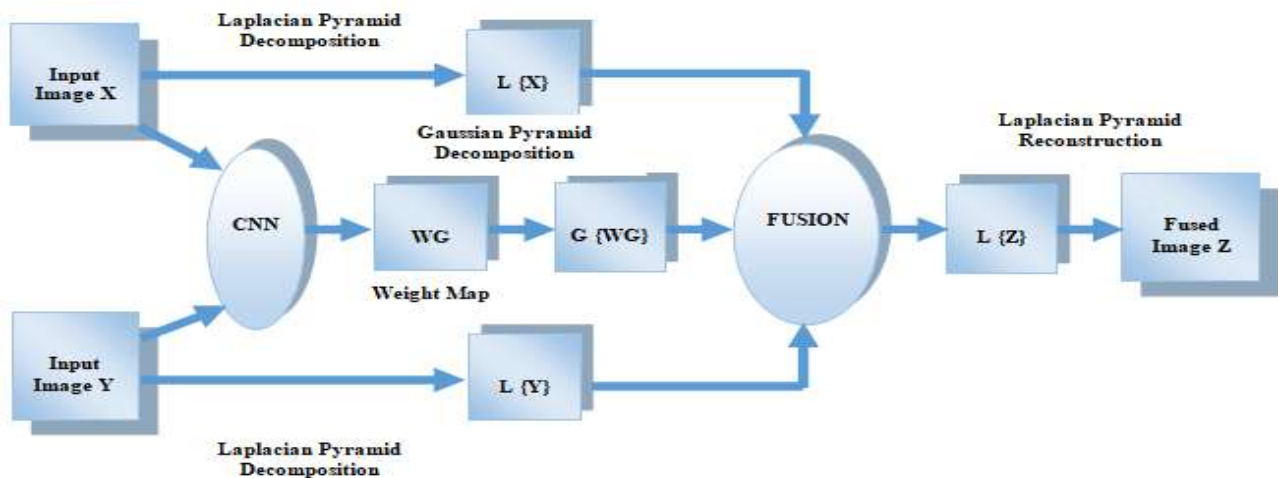 Laplacian Pyramid
Decomposition
Input
Image X
L {X}
Gaussian Pyramid
Decomposition
Laplacian Pyramid
Reconstruction
CNN
WG
G {WG}
FUSION
L {Z}
Fused
Image Z
Weight Map
Input
Image Y
L {Y}
Laplacian Pyramid
Decomposition